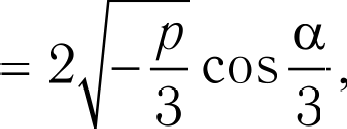 = 2√(-p/3) cos α/3,